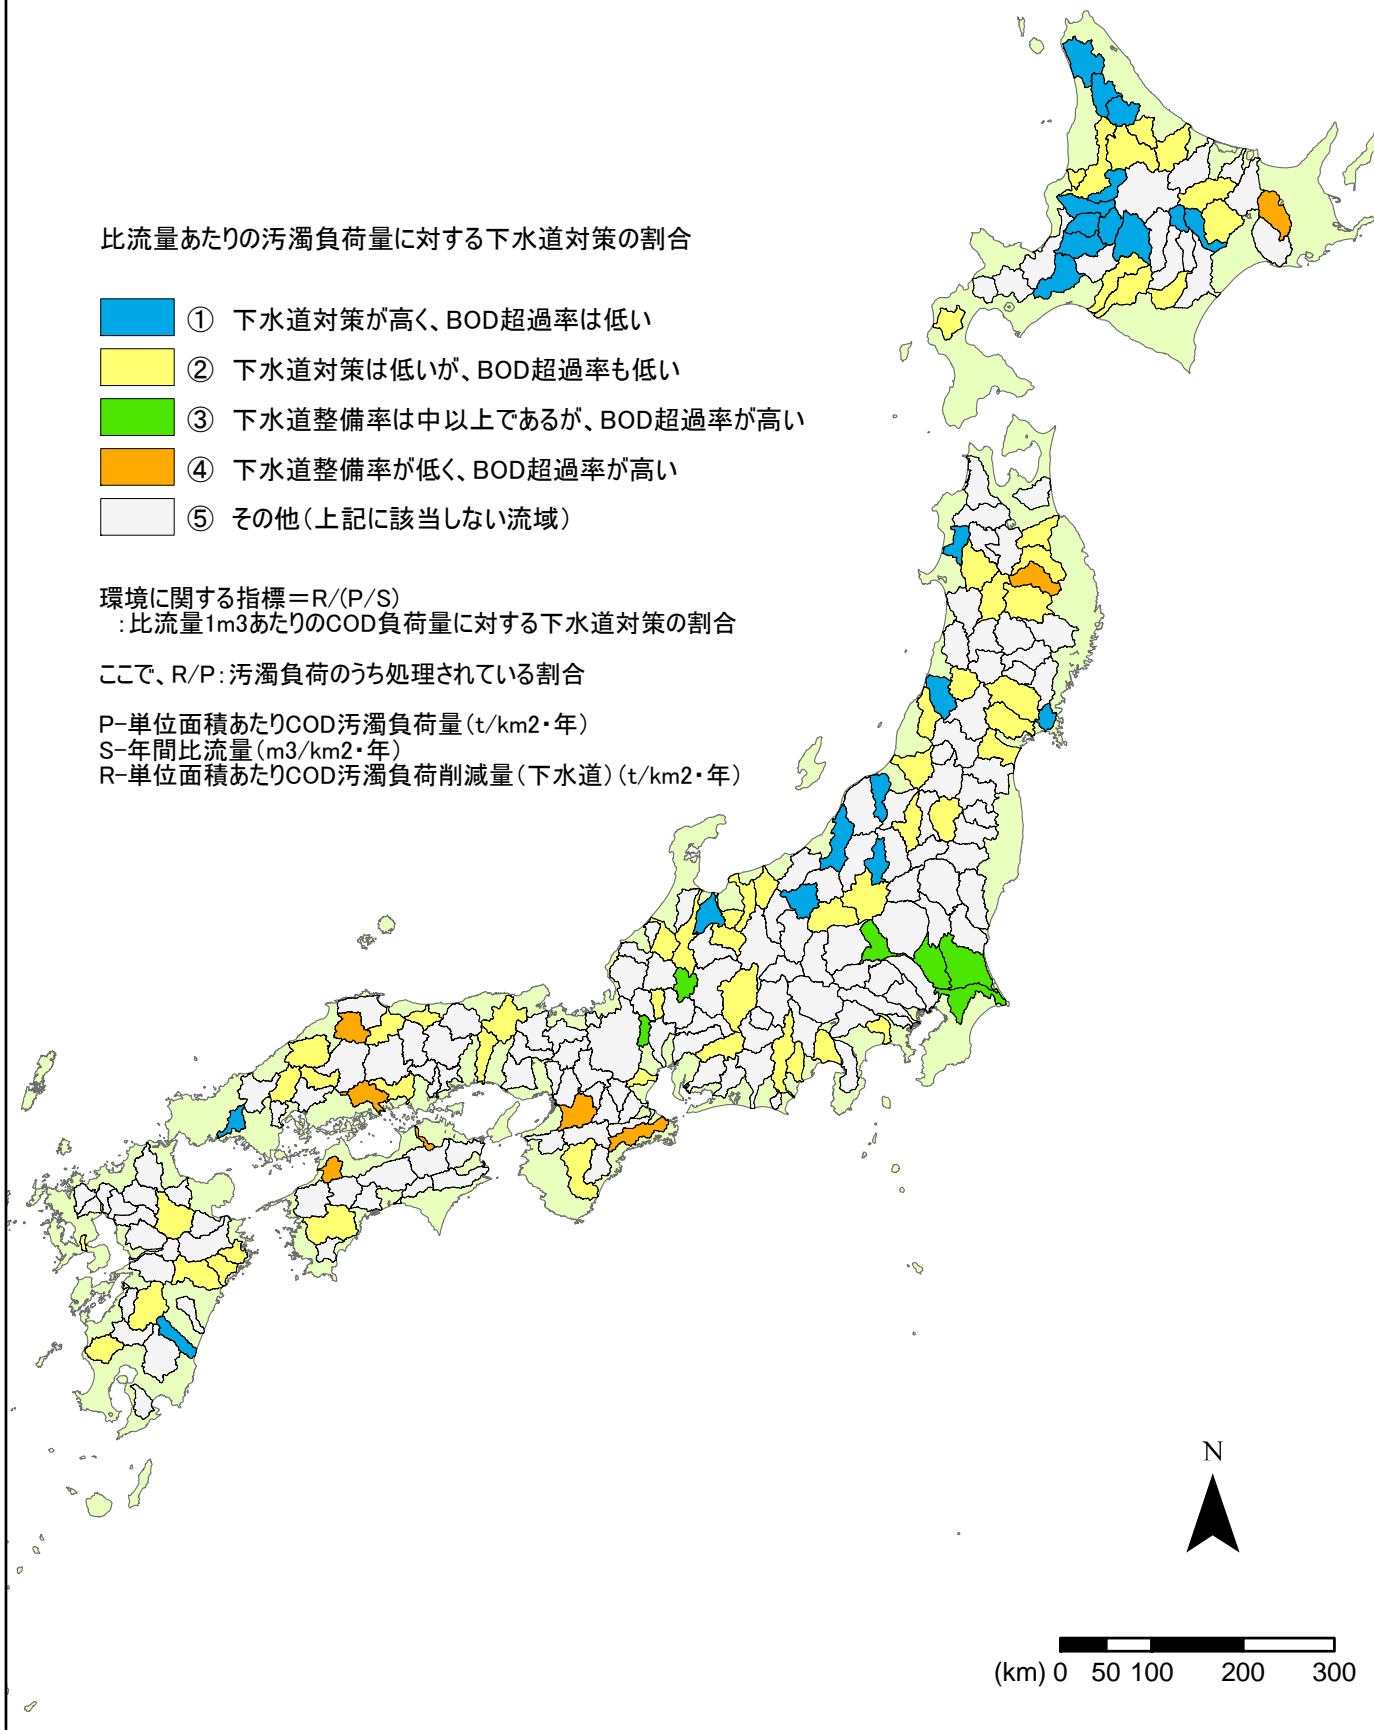 比流量あたりの汚濁負荷量に対する下水道対策の割合
① 下水道対策が高く、BOD超過率は低い
② 下水道対策は低いが、BOD超過率も低い
③ 下水道整備率は中以上であるが、BOD超過率が高い
④ 下水道整備率が低く、BOD超過率が高い
⑤ その他（上記に該当しない流域）
環境に関する指標＝R/(P/S)
：比流量1m3あたりのCOD負荷量に対する下水道対策の割合
ここで、R/P：汚濁負荷のうち処理されている割合
P-単位面積あたりCOD汚濁負荷量（t/km2・年）
S-年間比流量（m3/km2・年）
R-単位面積あたりCOD汚濁負荷削減量（下水道）（t/km2・年）
N
(km) 0 50 100 200 300